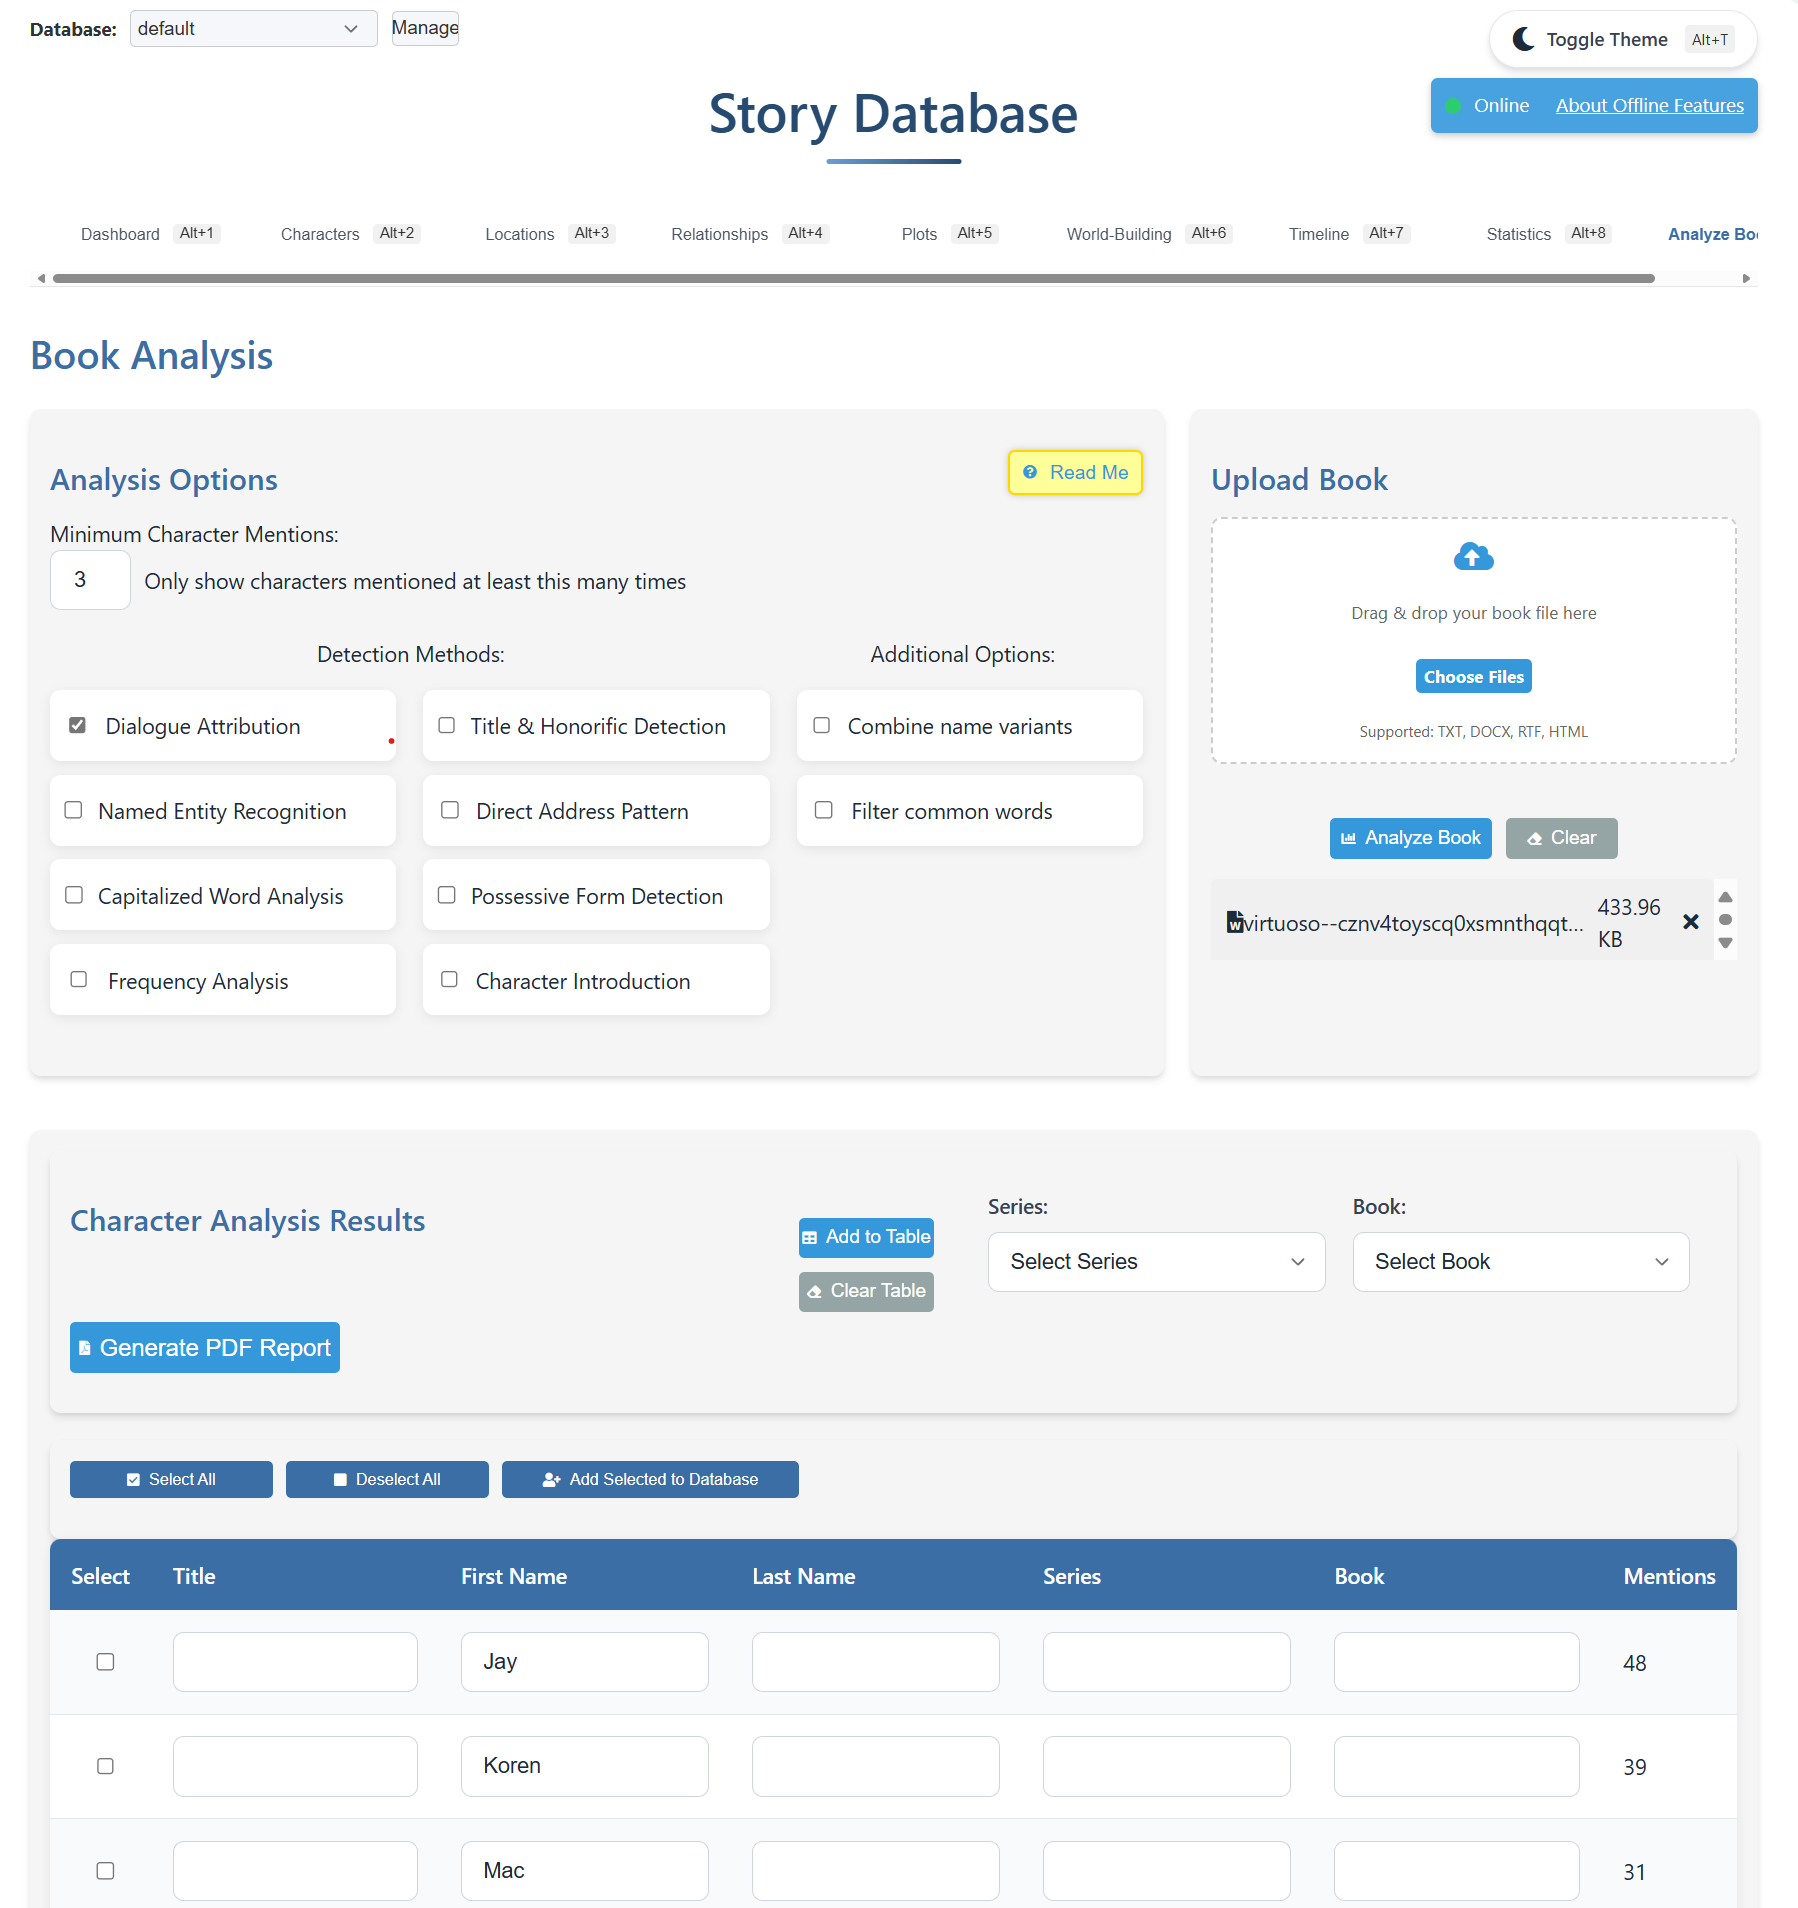 Database:
default
Manage
Toggle Theme
Alt+T
Story Database
Online
About Offline Features
Dashboard Alt+1
Characters Alt+2
Locations Alt+3
Relationships Alt+4
Plots Alt+5
World-Building Alt+6
Timeline Alt+7
Statistics Alt+8
Analyze Boo
Book Analysis
Analysis Options
Read Me
Minimum Character Mentions:
3
Only show characters mentioned at least this many times
Detection Methods:
Additional Options:
Dialogue Attribution
Title & Honorific Detection
Combine name variants
Named Entity Recognition
Direct Address Pattern
Filter common words
Capitalized Word Analysis
Possessive Form Detection
Frequency Analysis
Character Introduction
Upload Book
Drag & drop your book file here
Choose Files
Supported: TXT, DOCX, RTF, HTML
Analyze Book
Clear
virtuoso--cznv4toyscq0xsmnthqqt...
433.96
KB
Character Analysis Results
Add to Table
Clear Table
Series:
Select Series
Book:
Select Book
Generate PDF Report
Select All
Deselect All
Add Selected to Database
Select Title First Name Last Name Series Book Mentions
Jay 48
Koren 39
Mac 31